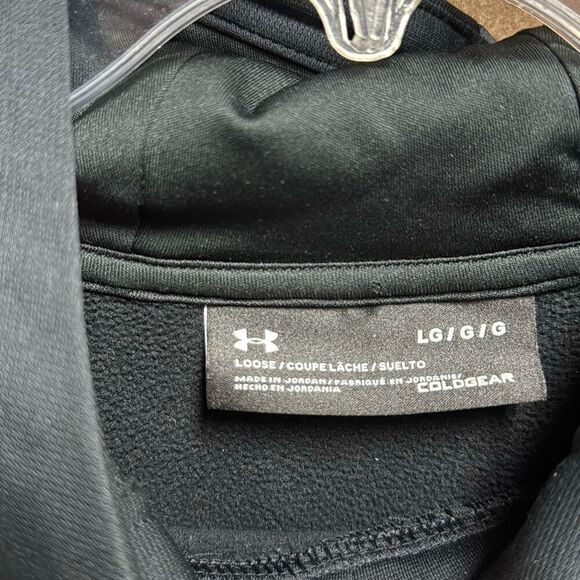 LG/G/G
LOOSE/COUPE LÂCHE/SUELTO
MADE IN JORDAN/FABRIQUÉ EN JORDANIE/
HECHO EN JORDANIA
COLDGEAR